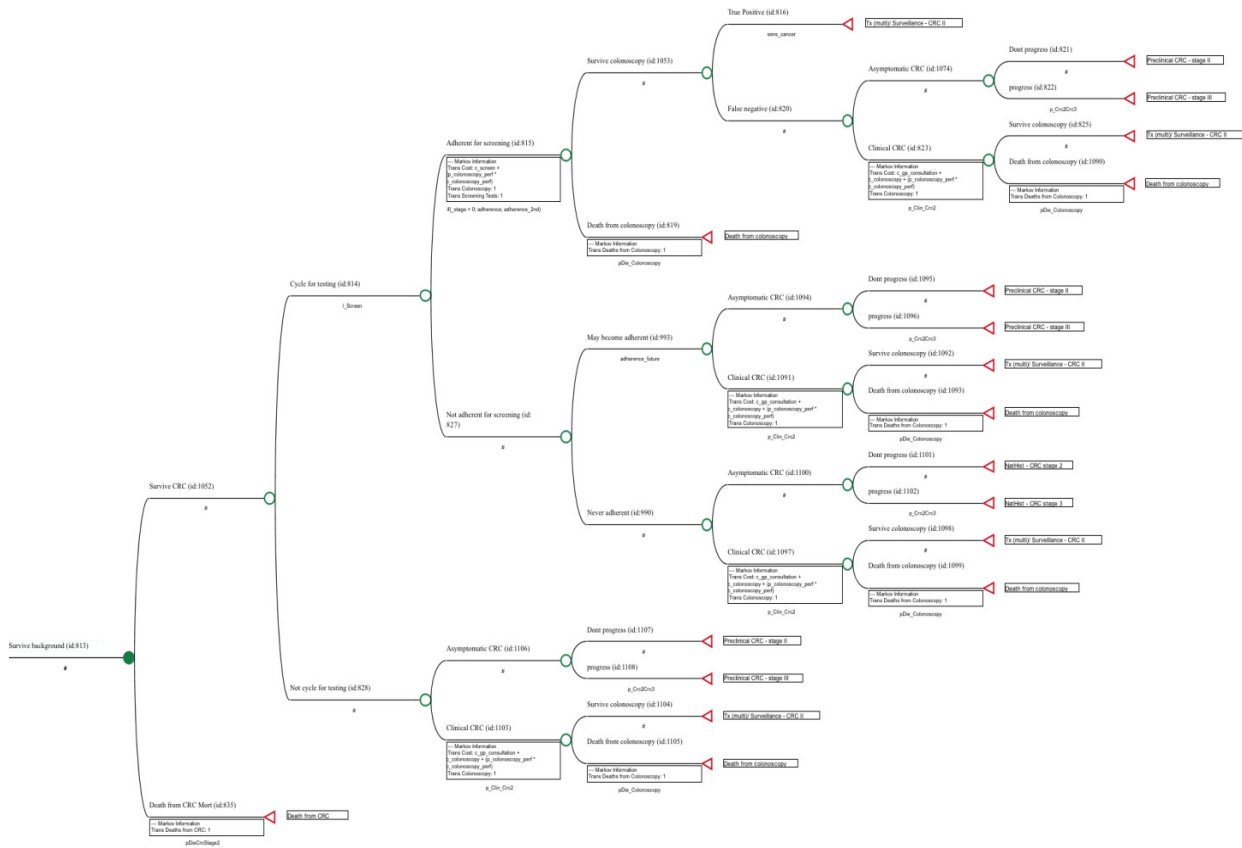 True Positive (id:816)
sens_cancer
Tx (multi)/ Surveillance - CRC II
Survive colonoscopy (id:1053)
#
False negative (id:820)
#
Asymptomatic CRC (id:1074)
#
Dont progress (id:821)
#
Preclinical CRC - stage II
progress (id:822)
p_Crc2Crc3
Preclinical CRC - stage III
Clinical CRC (id:823)
--- Markov Information
Trans Cost: c_gp_consultation +
c_colonoscopy + (p_colonoscopy_perf *
c_colonoscopy_perf)
Trans Colonoscopy: 1
p_Clin_Crc2
Survive colonoscopy (id:825)
#
Tx (multi)/ Surveillance - CRC II
Death from colonoscopy (id:1090)
--- Markov Information
Trans Deaths from Colonoscopy: 1
pDie_Colonoscopy
Death from colonoscopy
Adherent for screening (id:815)
--- Markov Information
Trans Cost: c_screen +
(p_colonoscopy_perf *
c_colonoscopy_perf)
Trans Colonoscopy: 1
Trans Screening Tests: 1
if(_stage = 0; adherence; adherence_2nd)
Death from colonoscopy (id:819)
--- Markov Information
Trans Deaths from Colonoscopy: 1
pDie_Colonoscopy
Death from colonoscopy
Cycle for testing (id:814)
I_Screen
Not adherent for screening (id:
827)
#
May become adherent (id:993)
adherence_future
Asymptomatic CRC (id:1094)
#
Dont progress (id:1095)
#
Preclinical CRC - stage II
progress (id:1096)
p_Crc2Crc3
Preclinical CRC - stage III
Clinical CRC (id:1091)
--- Markov Information
Trans Cost: c_gp_consultation +
c_colonoscopy + (p_colonoscopy_perf *
c_colonoscopy_perf)
Trans Colonoscopy: 1
p_Clin_Crc2
Survive colonoscopy (id:1092)
#
Tx (multi)/ Surveillance - CRC II
Death from colonoscopy (id:1093)
--- Markov Information
Trans Deaths from Colonoscopy: 1
pDie_Colonoscopy
Death from colonoscopy
Never adherent (id:990)
#
Asymptomatic CRC (id:1100)
#
Dont progress (id:1101)
#
NatHist - CRC stage 2
progress (id:1102)
p_Crc2Crc3
NatHist - CRC stage 3
Clinical CRC (id:1097)
--- Markov Information
Trans Cost: c_gp_consultation +
c_colonoscopy + (p_colonoscopy_perf *
c_colonoscopy_perf)
Trans Colonoscopy: 1
p_Clin_Crc2
Survive colonoscopy (id:1098)
#
Tx (multi)/ Surveillance - CRC II
Death from colonoscopy (id:1099)
--- Markov Information
Trans Deaths from Colonoscopy: 1
pDie_Colonoscopy
Death from colonoscopy
Survive CRC (id:1052)
#
Survive background (id:813)
#
Not cycle for testing (id:828)
#
Asymptomatic CRC (id:1106)
#
Dont progress (id:1107)
#
Preclinical CRC - stage II
progress (id:1108)
p_Crc2Crc3
Preclinical CRC - stage III
Clinical CRC (id:1103)
--- Markov Information
Trans Cost: c_gp_consultation +
c_colonoscopy + (p_colonoscopy_perf *
c_colonoscopy_perf)
Trans Colonoscopy: 1
p_Clin_Crc2
Survive colonoscopy (id:1104)
#
Tx (multi)/ Surveillance - CRC II
Death from colonoscopy (id:1105)
--- Markov Information
Trans Deaths from Colonoscopy: 1
pDie_Colonoscopy
Death from colonoscopy
Death from CRC Mort (id:835)
--- Markov Information
Trans Deaths from CRC: 1
pDieCrcStage2
Death from CRC